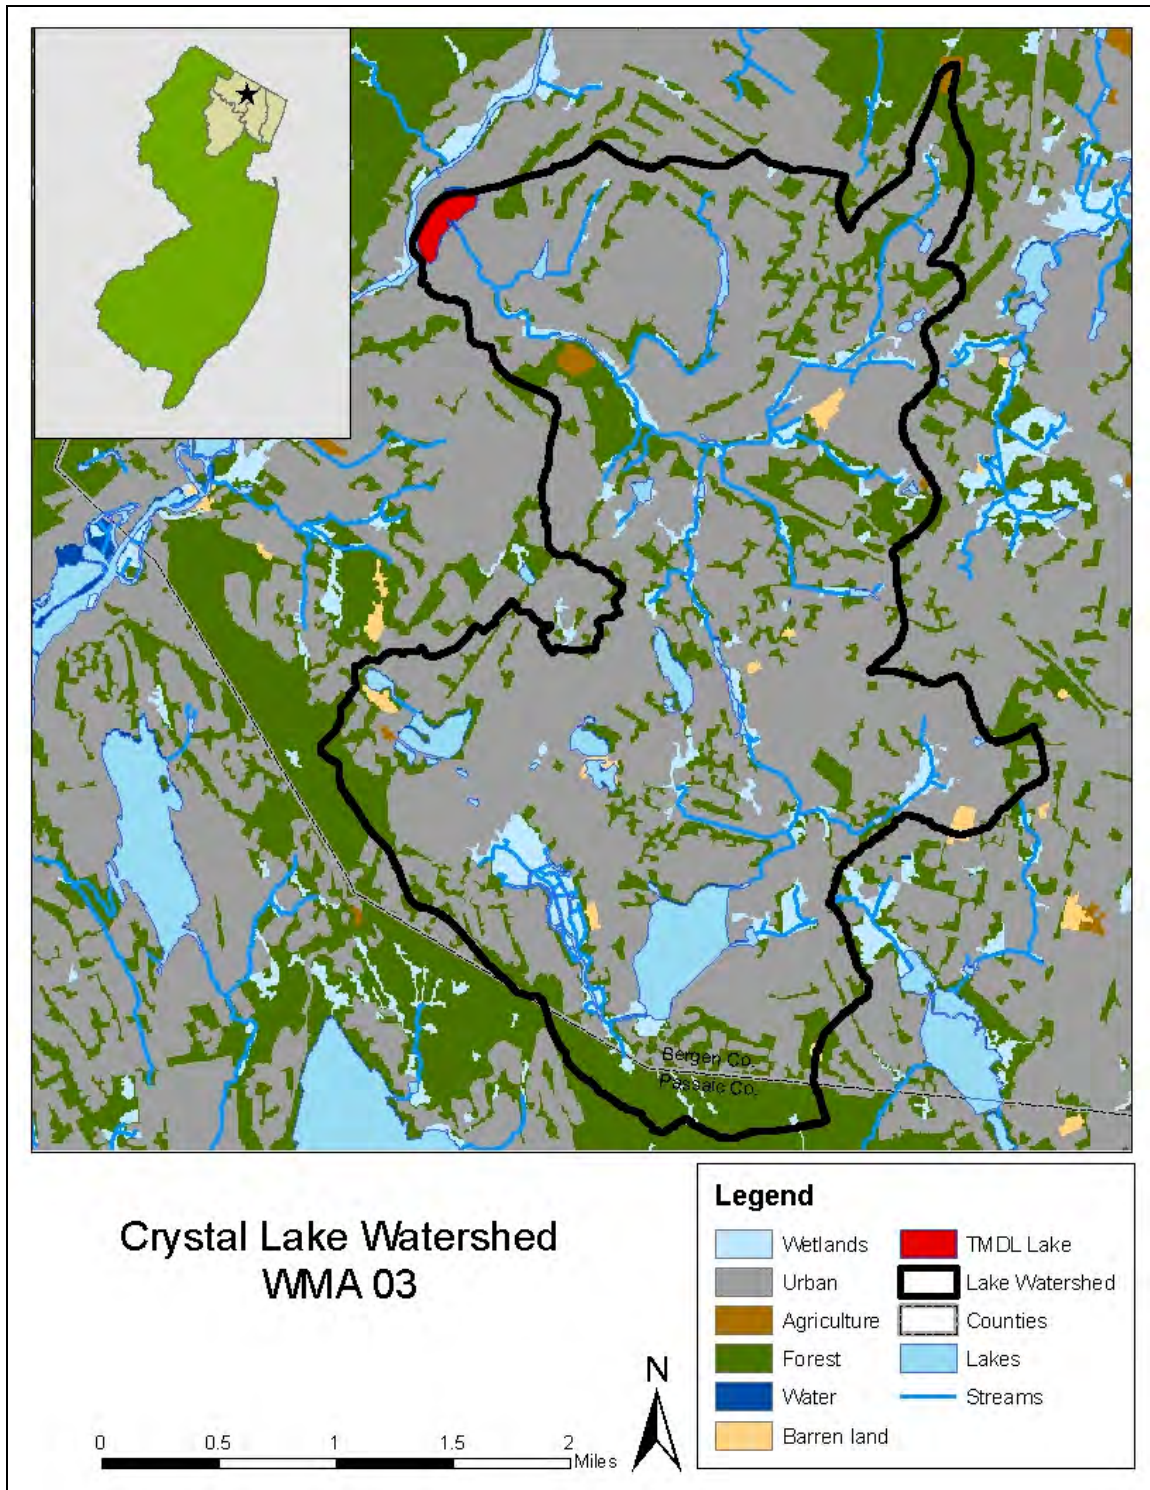 Bergen Co.
Passaic Co.
Crystal Lake Watershed
WMA 03
0 0.5 1 1.5 2
Miles
N
Legend
Wetlands
Urban
Agriculture
Forest
Water
Barren land
TMDL Lake
Lake Watershed
Counties
Lakes
Streams